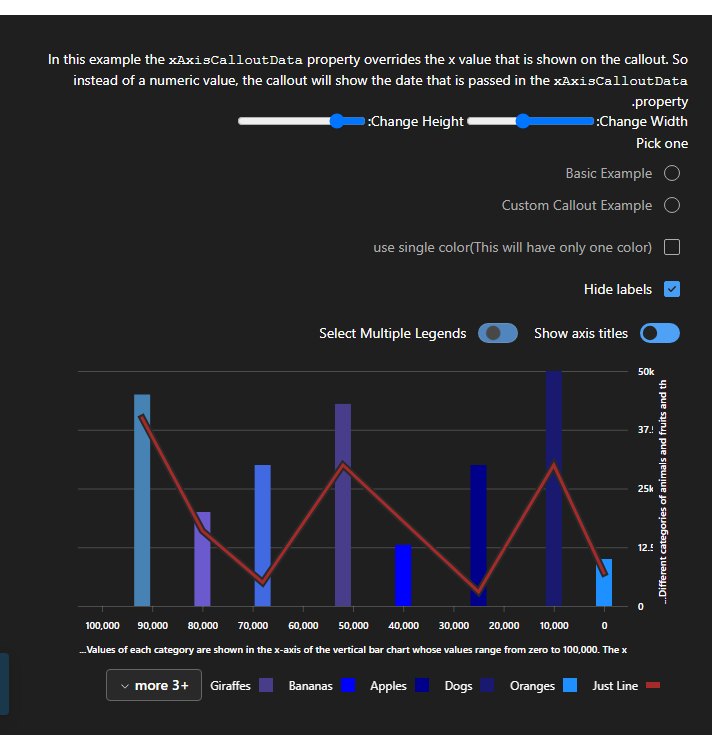 In this example the xAxisCalloutData property overrides the x value that is shown on the callout. So
instead of a numeric value, the callout will show the date that is passed in the xAxisCalloutData
.property
:Change Width
:Change Height
Pick one
Basic Example
Custom Callout Example
use single color(This will have only one color)
Hide labels
Show axis titles
Select Multiple Legends
50k
37.5
25k
12.5
0
...Different categories of animals and fruits and th
100,000 90,000 80,000 70,000 60,000 50,000 40,000 30,000 20,000 10,000 0
...Values of each category are shown in the x-axis of the vertical bar chart whose values range from zero to 100,000. The x
Just Line
Oranges
Dogs
Apples
Bananas
Giraffes
more 3+